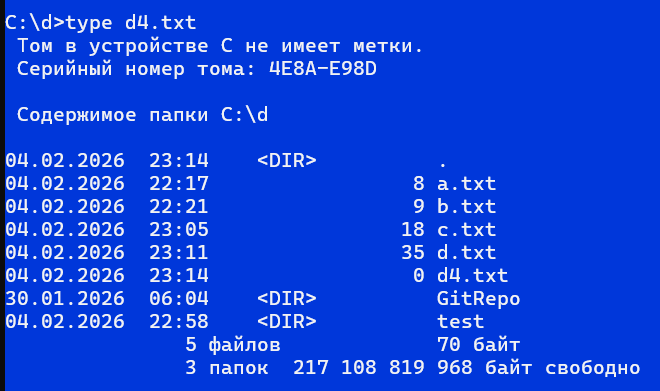 C:\d>type d4.txt
Том в устройстве C не имеет метки.
Серийный номер тома: 4E8A-E98D
Содержимое папки C:\d
04.02.2026  23:14    <DIR>          .
04.02.2026  22:17                 8 a.txt
04.02.2026  22:21                 9 b.txt
04.02.2026  23:05                18 c.txt
04.02.2026  23:11                35 d.txt
04.02.2026  23:14                 0 d4.txt
30.01.2026  06:04    <DIR>          GitRepo
04.02.2026  22:58    <DIR>          test
5 файлов             70 байт
3 папок  217 108 819 968 байт свободно